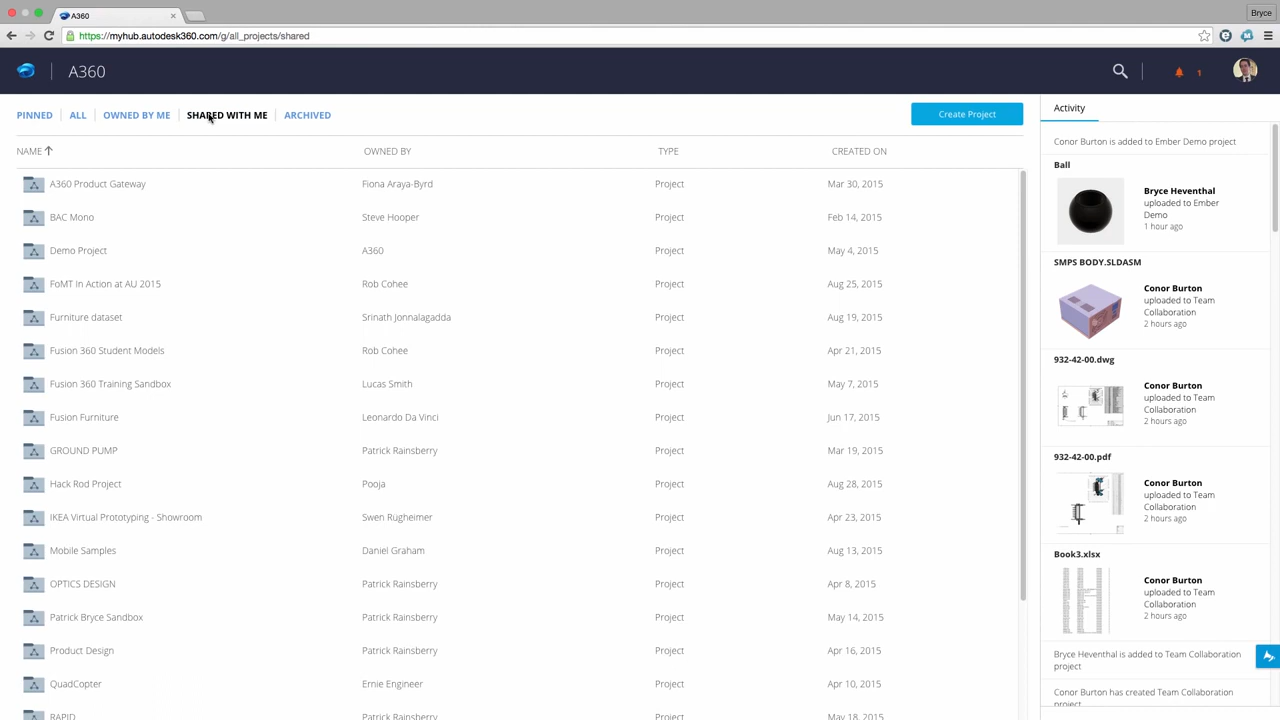 A360
Bryce
https://myhub.autodesk360.com/g/all_projects/shared
A360
1
PINNED
ALL
OWNED BY ME
SHARED WITH ME
ARCHIVED
Create Project
NAME OWNED BY TYPE CREATED ON
A360 Product Gateway Fiona Araya-Byrd Project Mar 30, 2015
BAC Mono Steve Hooper Project Feb 14, 2015
Demo Project A360 Project May 4, 2015
FoMT In Action at AU 2015 Rob Cohee Project Aug 25, 2015
Furniture dataset Srinath Jonnalagadda Project Aug 19, 2015
Fusion 360 Student Models Rob Cohee Project Apr 21, 2015
Fusion 360 Training Sandbox Lucas Smith Project May 7, 2015
Fusion Furniture Leonardo Da Vinci Project Jun 17, 2015
GROUND PUMP Patrick Rainsberry Project Mar 19, 2015
Hack Rod Project Pooja Project Aug 28, 2015
IKEA Virtual Prototyping - Showroom Swen Rügheimer Project Apr 23, 2015
Mobile Samples Daniel Graham Project Aug 13, 2015
OPTICS DESIGN Patrick Rainsberry Project Apr 8, 2015
Patrick Bryce Sandbox Patrick Rainsberry Project May 14, 2015
Product Design Patrick Rainsberry Project Apr 16, 2015
QuadCopter Ernie Engineer Project Apr 10, 2015
RAPID Patrick Rainsberry Project May 18, 2015
Activity
Conor Burton is added to Ember Demo project
Ball
Bryce Heventhal
uploaded to Ember
Demo
1 hour ago
SMPS BODY.SLDASM
Conor Burton
uploaded to Team
Collaboration
2 hours ago
932-42-00.dwg
Conor Burton
uploaded to Team
Collaboration
2 hours ago
932-42-00.pdf
Conor Burton
uploaded to Team
Collaboration
2 hours ago
Book3.xlsx
Conor Burton
uploaded to Team
Collaboration
2 hours ago
Bryce Heventhal is added to Team Collaboration
project
Conor Burton has created Team Collaboration
project